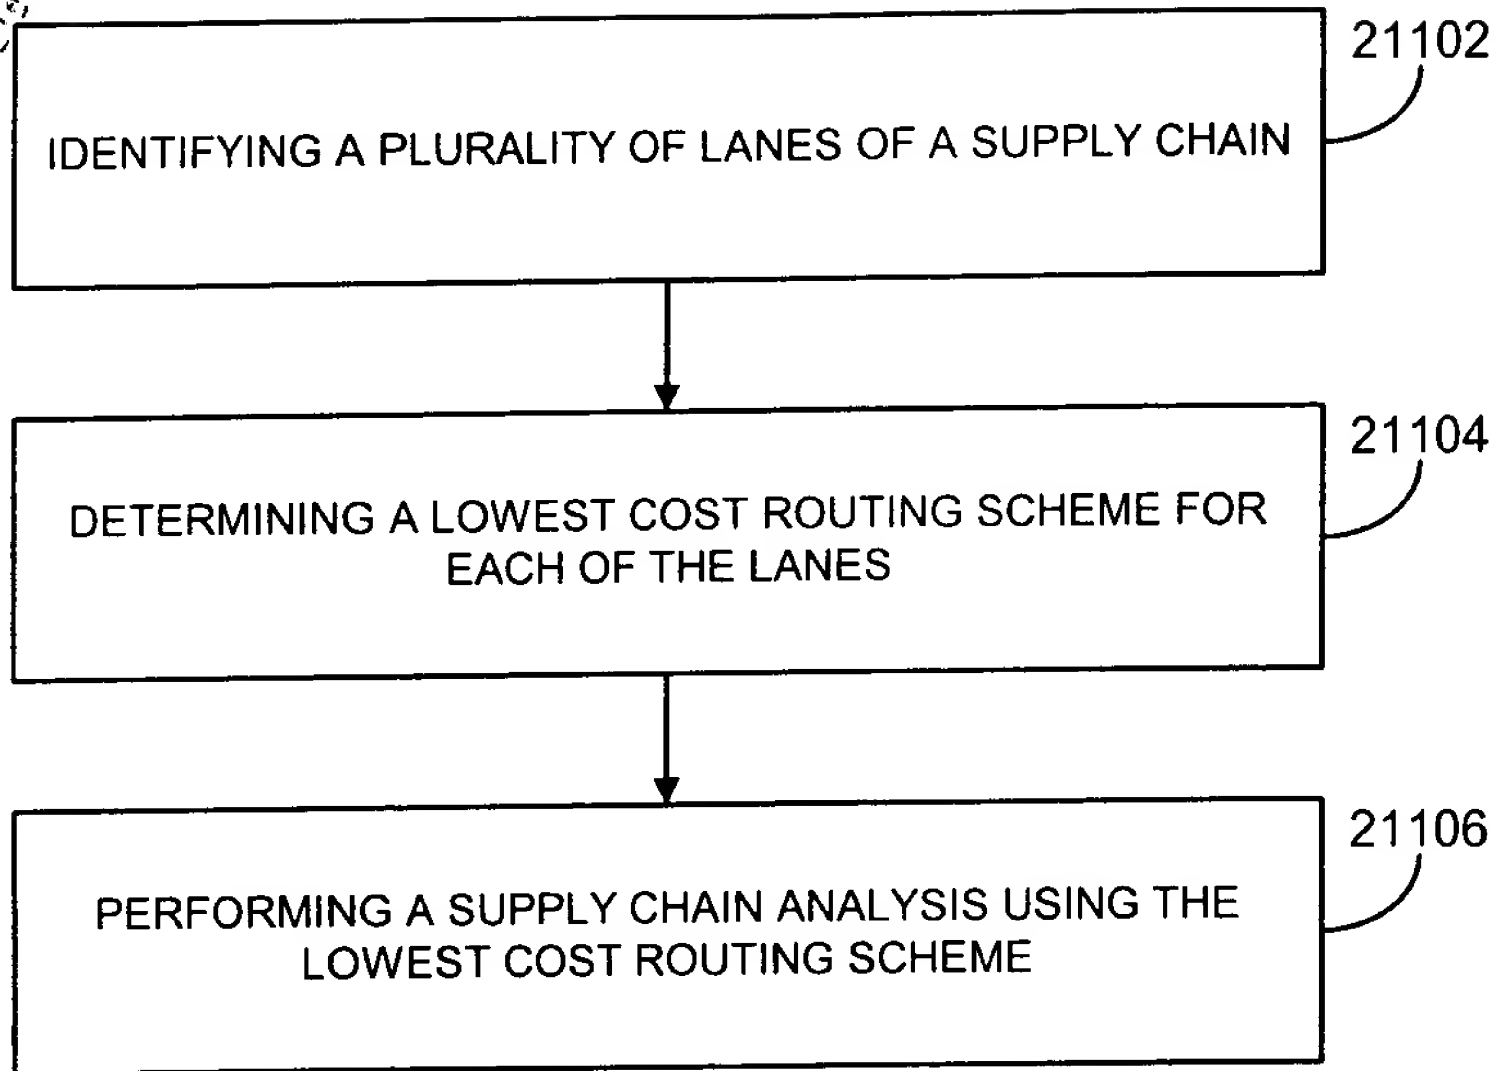 21102
IDENTIFYING A PLURALITY OF LANES OF A SUPPLY CHAIN
21104
DETERMINING A LOWEST COST ROUTING SCHEME FOR
EACH OF THE LANES
21106
PERFORMING A SUPPLY CHAIN ANALYSIS USING THE
LOWEST COST ROUTING SCHEME